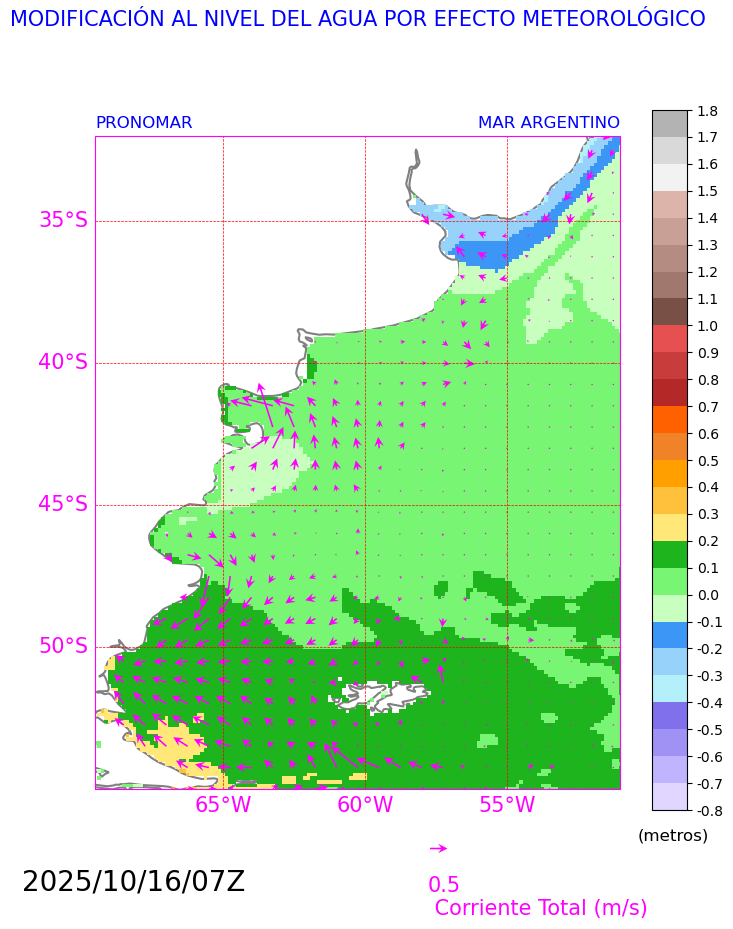 MODIFICACIÓN AL NIVEL DEL AGUA POR EFECTO METEOROLÓGICO
PRONOMAR MAR ARGENTINO
1.8
1.7
1.6
1.5
1.4
1.3
1.2
1.1
1.0
0.9
0.8
0.7
0.6
0.5
0.4
0.3
0.2
0.1
0.0
-0.1
-0.2
-0.3
-0.4
-0.5
-0.6
-0.7
-0.8
(metros)
35°S
40°S
45°S
50°S
65°W 60°W 55°W
2025/10/16/07Z
0.5
Corriente Total (m/s)